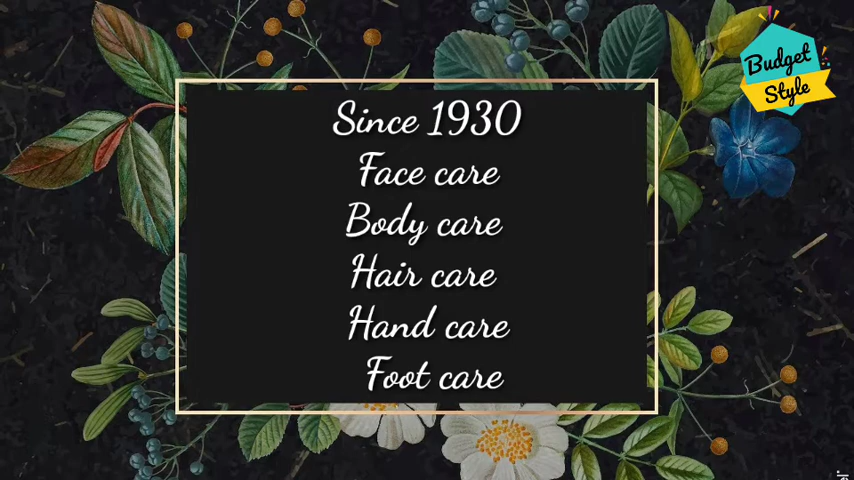 Budget
Style
Since 1930
Face care
Body care
Hair care
Hand care
Foot care